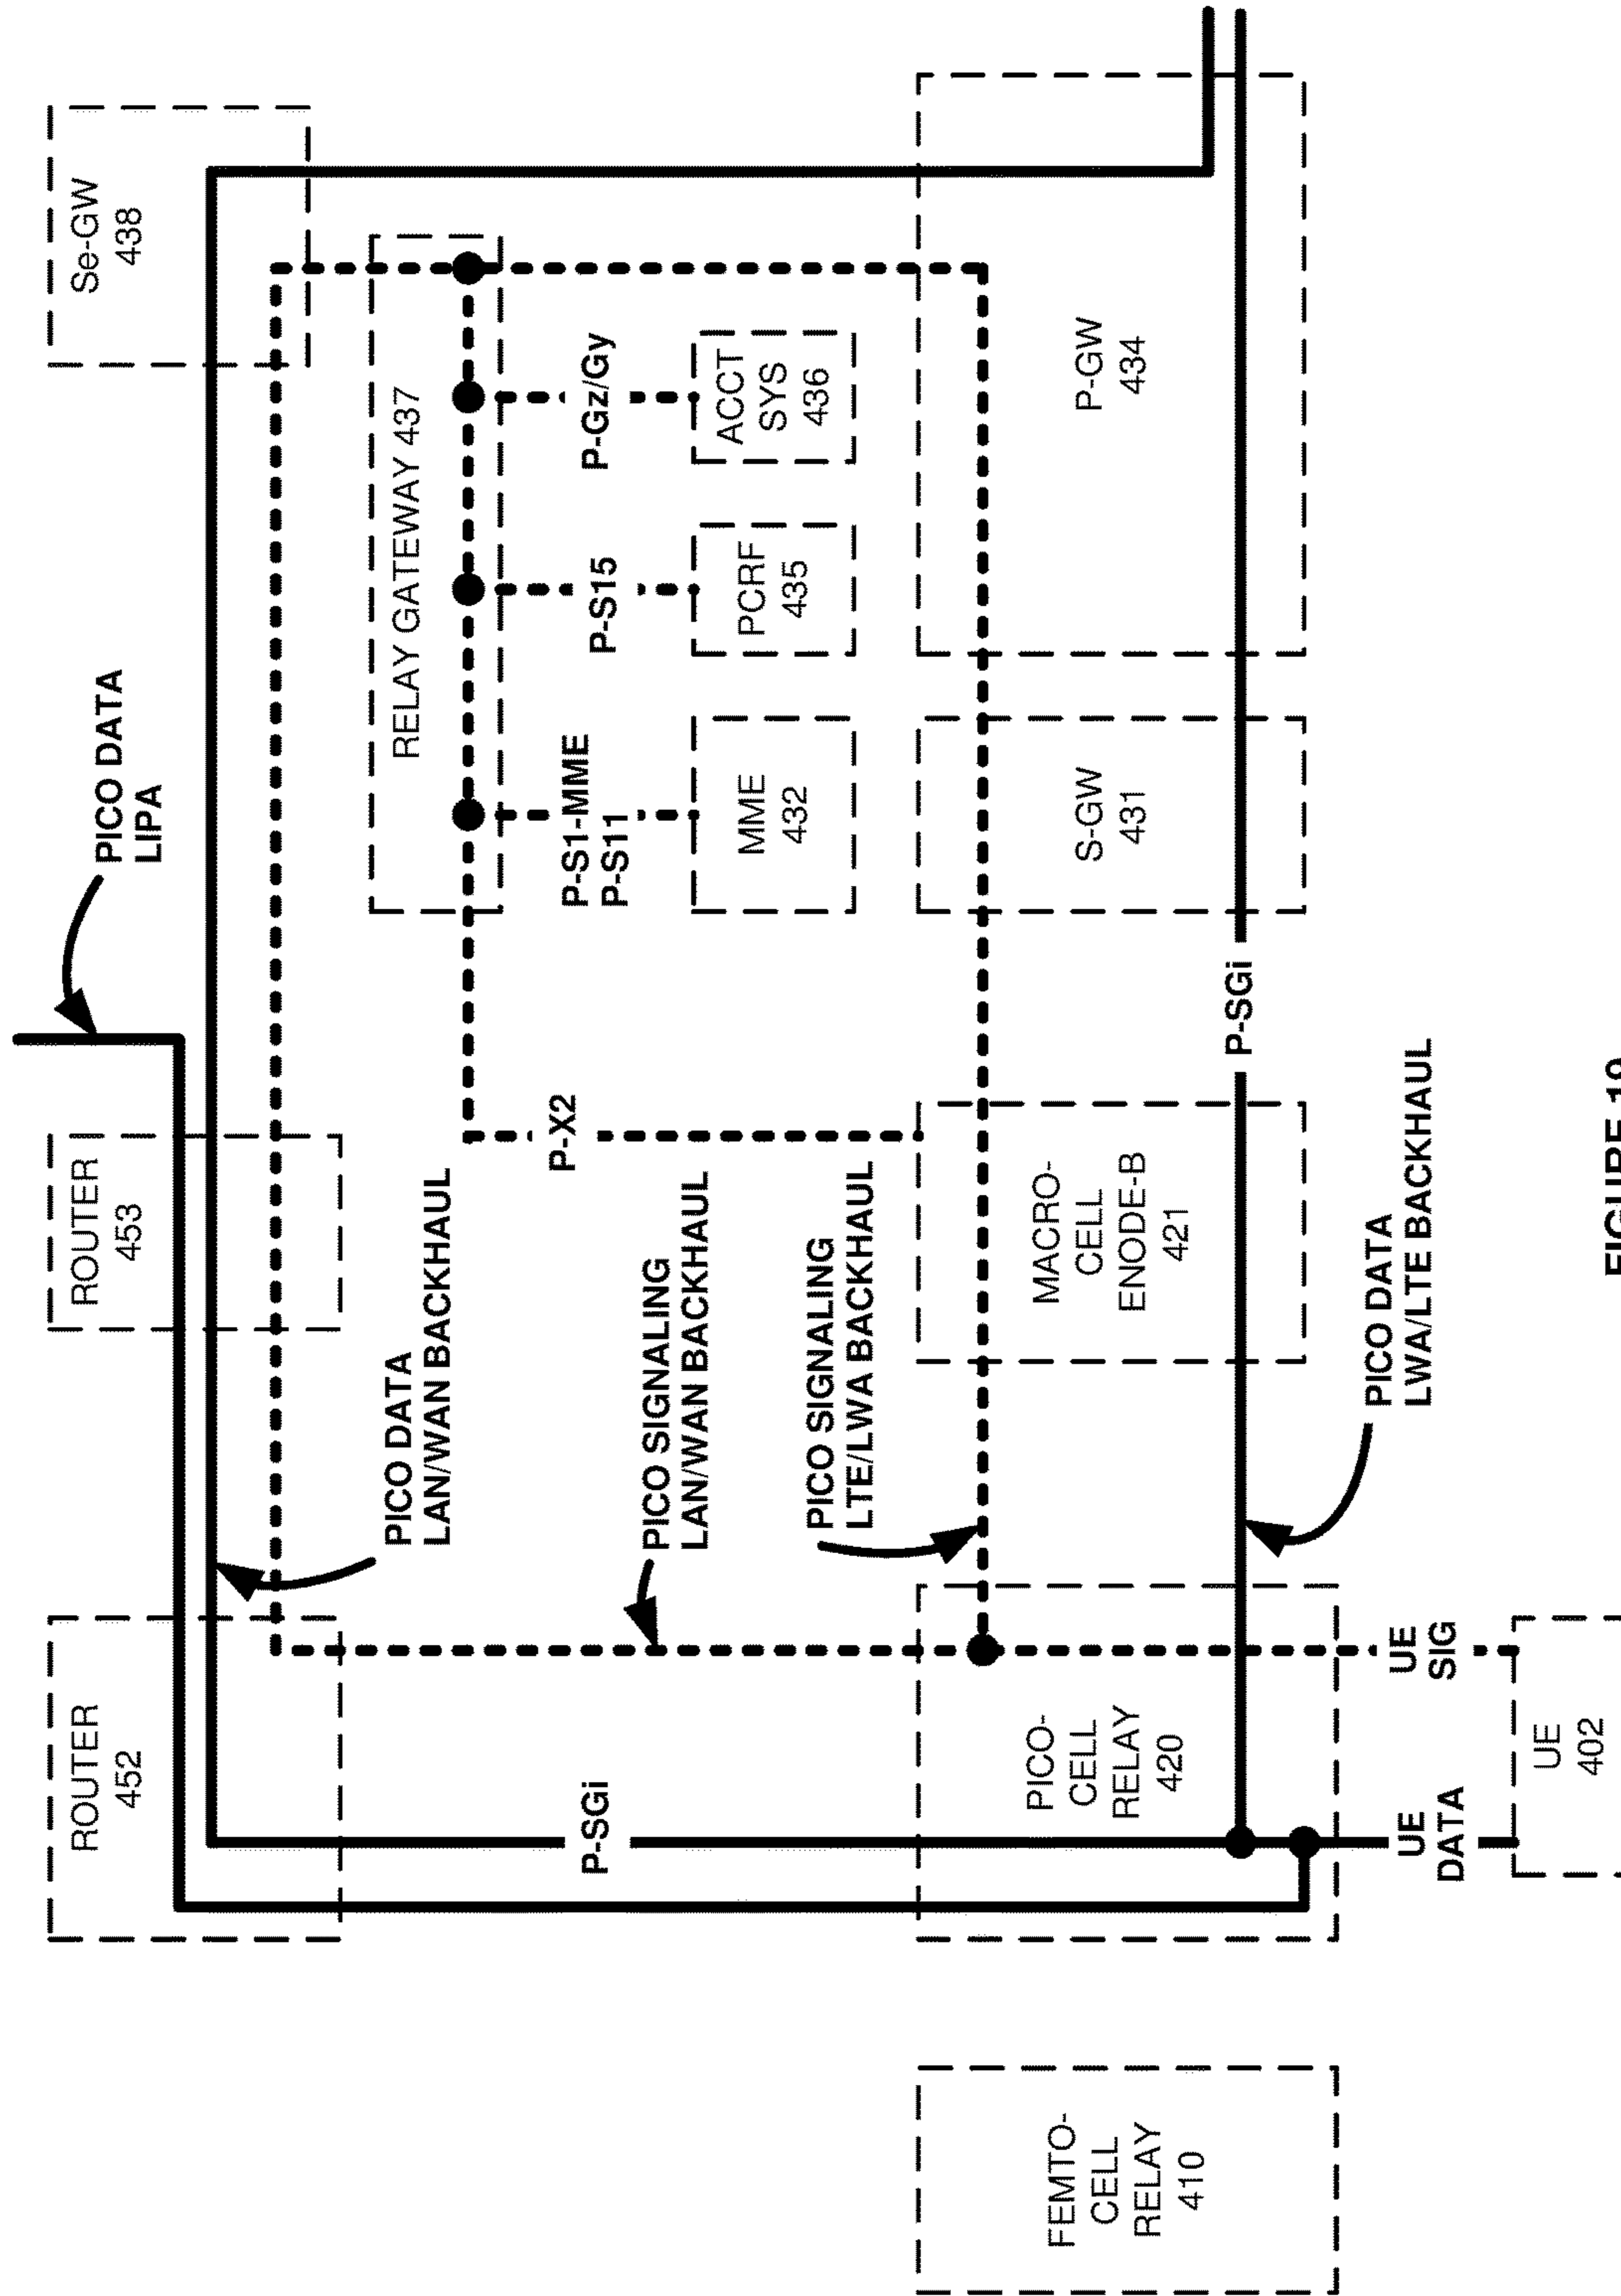 ROUTER
452
ROUTER
453
PICO DATA
LIPA
Se-GW
438
PICO DATA
LAN/WAN BACKHAUL
RELAY GATEWAY 437
P-SGi
PICO SIGNALING
LAN/WAN BACKHAUL
P-X2
P-S1-MME
P-S11
P-S15
P-Gz/Gy
PICO SIGNALING
LTE/LWA BACKHAUL
MME
432
PCRF
435
ACCT
SYS
436
FEMTO-
CELL
RELAY
410
PICO-
CELL
RELAY
420
MACRO-
CELL
ENODE-B
421
S-GW
431
P-GW
434
P-SGi
PICO DATA
LWA/LTE BACKHAUL
UE
DATA
UE
SIG
UE
402
FIGURE 19